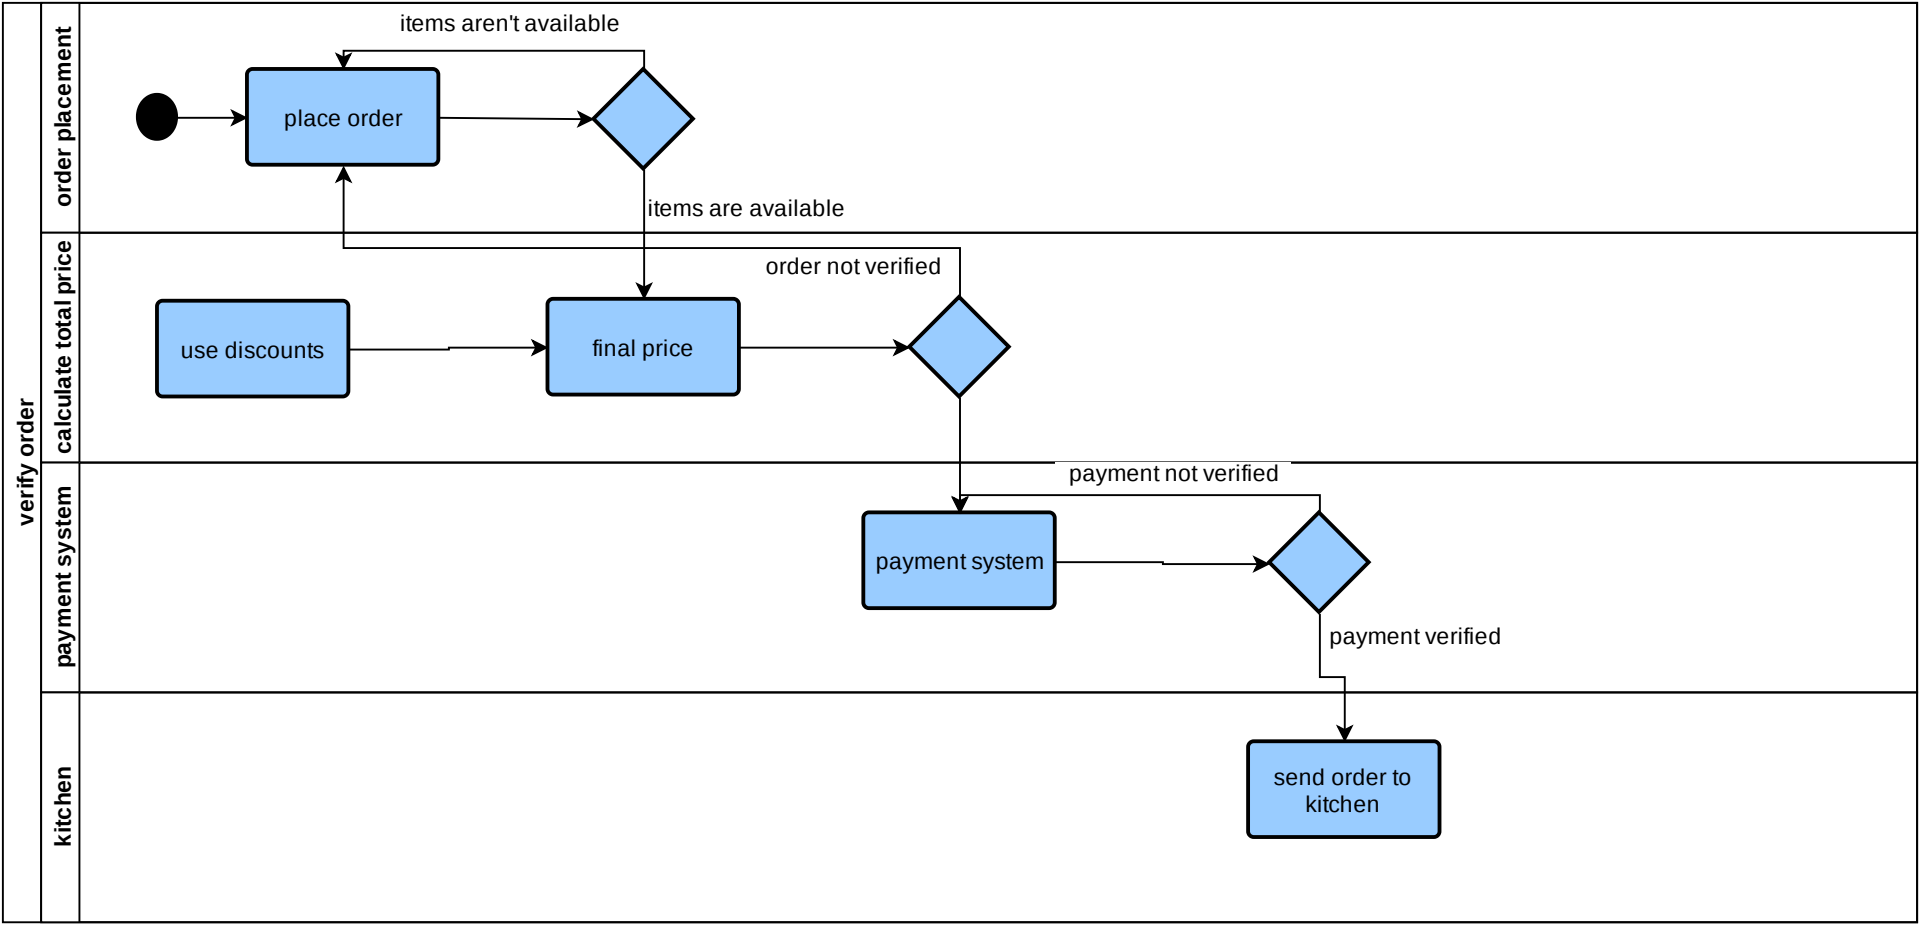 verify order
order placement
items aren't available
place order
items are available
calculate total price
order not verified
use discounts
final price
payment system
payment not verified
payment system
payment verified
kitchen
send order to
kitchen